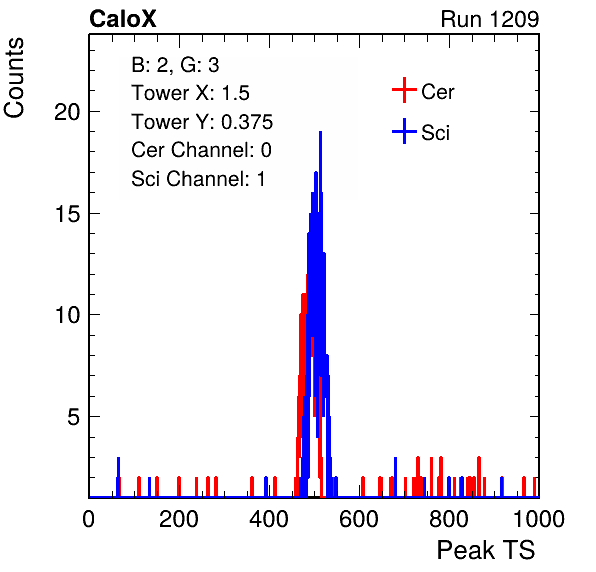 CaloX Run 1209
Counts
B: 2, G: 3
Tower X: 1.5
Tower Y: 0.375
Cer Channel: 0
Sci Channel: 1
Cer
Sci
20
15
10
5
0 200 400 600 800 1000
Peak TS